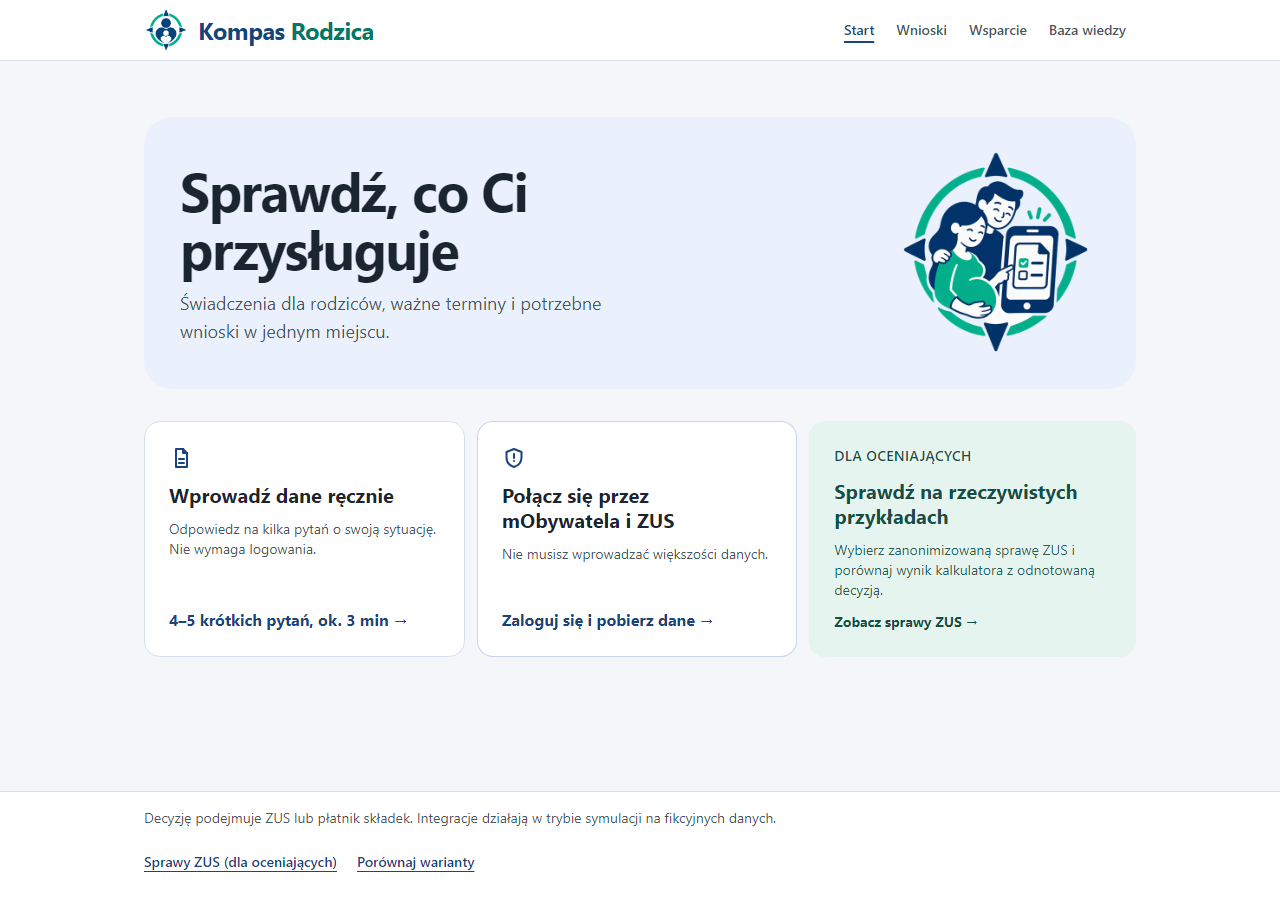 Kompas Rodzica
Start
Wnioski
Wsparcie
Baza wiedzy
Sprawdź, co Ci
przysługuje
Świadczenia dla rodziców, ważne terminy i potrzebne
wnioski w jednym miejscu.
Wprowadź dane ręcznie
Odpowiedz na kilka pytań o swoją sytuację.
Nie wymaga logowania.
4–5 krótkich pytań, ok. 3 min →
Połącz się przez
mObywatela i ZUS
Nie musisz wprowadzać większości danych.
Zaloguj się i pobierz dane →
DLA OCENIAJĄCYCH
Sprawdź na rzeczywistych
przykładach
Wybierz zanonimizowaną sprawę ZUS i
porównaj wynik kalkulatora z odnotowaną
decyzją.
Zobacz sprawy ZUS →
Decyzję podejmuje ZUS lub płatnik składek. Integracje działają w trybie symulacji na fikcyjnych danych.
Sprawy ZUS (dla oceniających)
Porównaj warianty